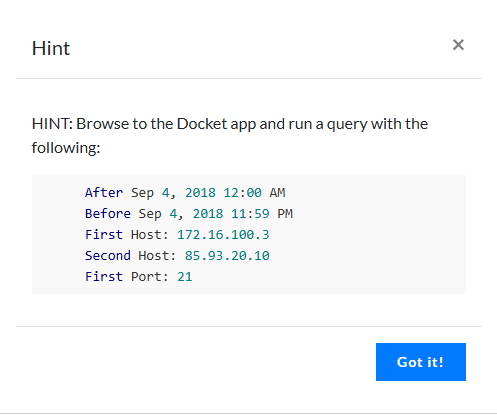 Hint
×
HINT: Browse to the Docket app and run a query with the
following:
After Sep 4, 2018 12:00 AM
Before Sep 4, 2018 11:59 PM
First Host: 172.16.100.3
Second Host: 85.93.20.10
First Port: 21
Got it!